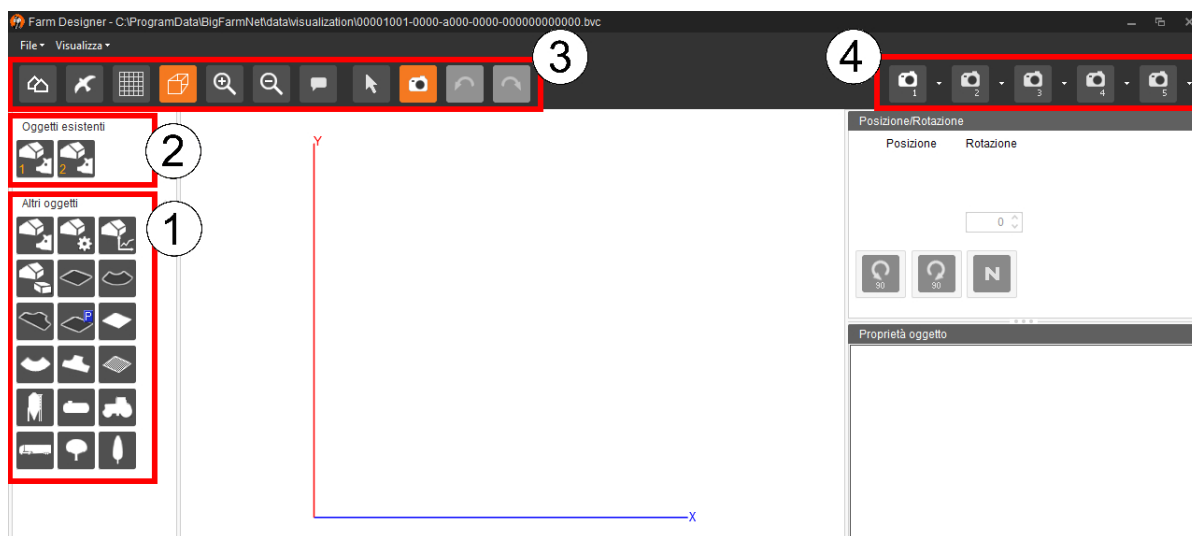 Farm Designer - C:\ProgramData\BigFarmNet\data\visualization\00001001-0000-a000-0000-000000000000.bvc
File Visualizza
3
4
1 2 3 4 5
Oggetti esistenti
1 2
2
Altri oggetti
1
P
Y
X
Posizione/Rotazione
Posizione Rotazione
0
90 90 N
Proprietà oggetto